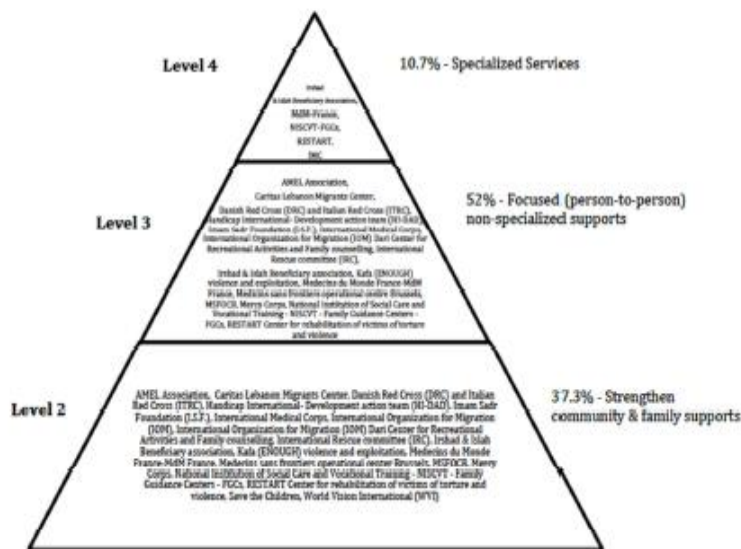 Level 4
10.7% - Specialized Services
Irshad
& Islah Beneficiary Association,
MdM-France,
NISCVT-FGCs,
RESTART,
IMC
Level 3
52% - Focused (person-to-person)
non-specialized supports
AMEL Association,
Caritas Lebanon Migrants Center,
Danish Red Cross (DRC) and Italian Red Cross (ITRC),
Handicap International- Development action team (HI-DAD),
Imam Sadr Foundation (I.S.F.), International Medical Corps,
International Organization for Migration (IOM) Dari Center for
Recreational Activities and Family counselling, International
Rescue committee (IRC),
Irshad & Islah Beneficiary association, Kafa (ENOUGH)
violence and exploitation, Medecins du Monde France-MdM
France, Medecins sans frontiers operational centre Brussels,
MSFOCB, Mercy Corps, National Institution of Social Care and
Vocational Training - NISCVT - Family Guidance Centers -
FGCs, RESTART Center for rehabilitation of victims of torture
and violence
Level 2
37.3% - Strengthen
community & family supports
AMEL Association, Caritas Lebanon Migrants Center, Danish Red Cross (DRC) and Italian
Red Cross (ITRC), Handicap International- Development action team (HI-DAD), Imam Sadr
Foundation (I.S.F.), International Medical Corps, International Organization for Migration
(IOM), International Organization for Migration (IOM) Dari Center for Recreational
Activities and Family counselling, International Rescue committee (IRC), Irshad & Islah
Beneficiary association, Kafa (ENOUGH) violence and exploitation, Medecins du Monde
France-MdM France, Medecins sans frontiers operational center Brussels, MSFOCB, Mercy
Corps, National Institution of Social Care and Vocational Training - NISCVT - Family
Guidance Centers - FGCs, RESTART Center for rehabilitation of victims of torture and
violence, Save the Children, World Vision International (WVI)